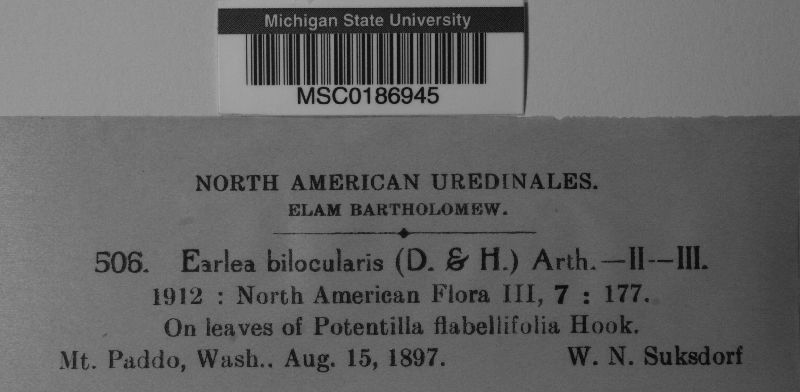 Michigan State University
MSC0186945
NORTH AMERICAN UREDINALES.
ELAM BARTHOLOMEW.
506. Earlea bilocularis (D. & H.) Arth.—II—III.
1912 : North American Flora III, 7 : 177.
On leaves of Potentilla flabellifolia Hook.
Mt. Paddo, Wash.. Aug. 15, 1897. W. N. Suksdorf